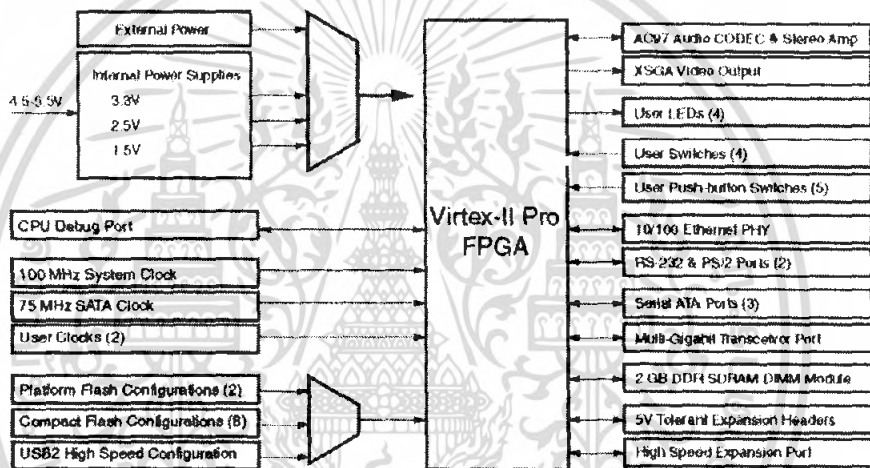 External Power
Internal Power Supplies
4.5-5.5V
3.3V
2.5V
1.5V
CPU Debug Port
100 MHz System Clock
75 MHz SATA Clock
User Clocks (2)
Platform Flash Configurations (2)
Compact Flash Configurations (8)
USB2 High Speed Configuration
Virtex-II Pro
FPGA
AC97 Audio CODEC & Stereo Amp
XSGA Video Output
User LEDs (4)
User Switches (4)
User Push-button Switches (5)
10/100 Ethernet PHY
RS-232 & PS/2 Ports (2)
Serial ATA Ports (3)
Multi-Gigabit Transceiver Port
2 GB DDR SDRAM DIMM Module
5V Tolerant Expansion Headers
High Speed Expansion Port